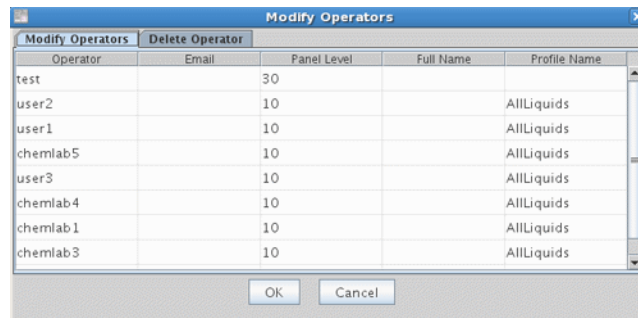 Modify Operators
Modify Operators Delete Operator
Operator Email Panel Level Full Name Profile Name
test 30
user2 10 AllLiquids
user1 10 AllLiquids
chemlab5 10 AllLiquids
user3 10 AllLiquids
chemlab4 10 AllLiquids
chemlab1 10 AllLiquids
chemlab3 10 AllLiquids
OK Cancel